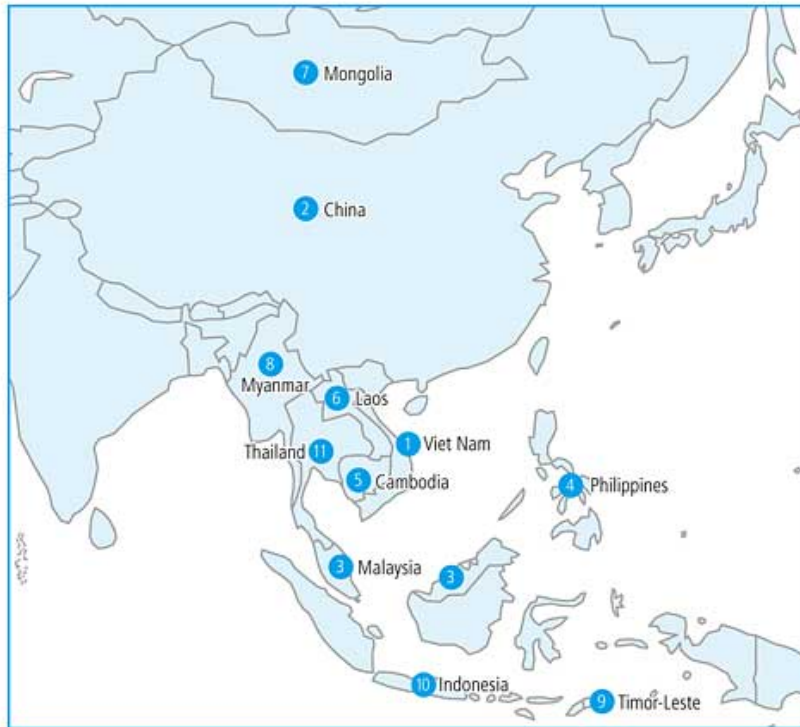 7 Mongolia
2 China
8
Myanmar
6 Laos
1 Viet Nam
Thailand 11
5 Cambodia
4 Philippines
3 Malaysia
3
10 Indonesia
9 Timor-Leste